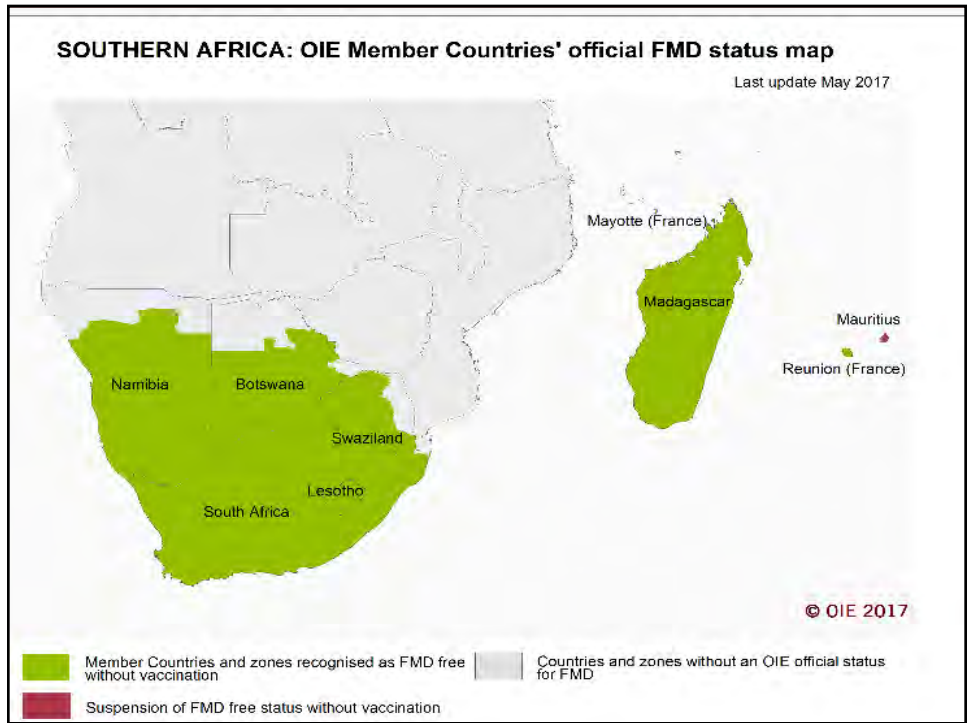 SOUTHERN AFRICA: OIE Member Countries' official FMD status map
Last update May 2017
Mayotte (France)
Madagascar
Mauritius
Reunion (France)
Namibia
Botswana
Swaziland
Lesotho
South Africa
© OIE 2017
Member Countries and zones recognised as FMD free
without vaccination
Countries and zones without an OIE official status
for FMD
Suspension of FMD free status without vaccination